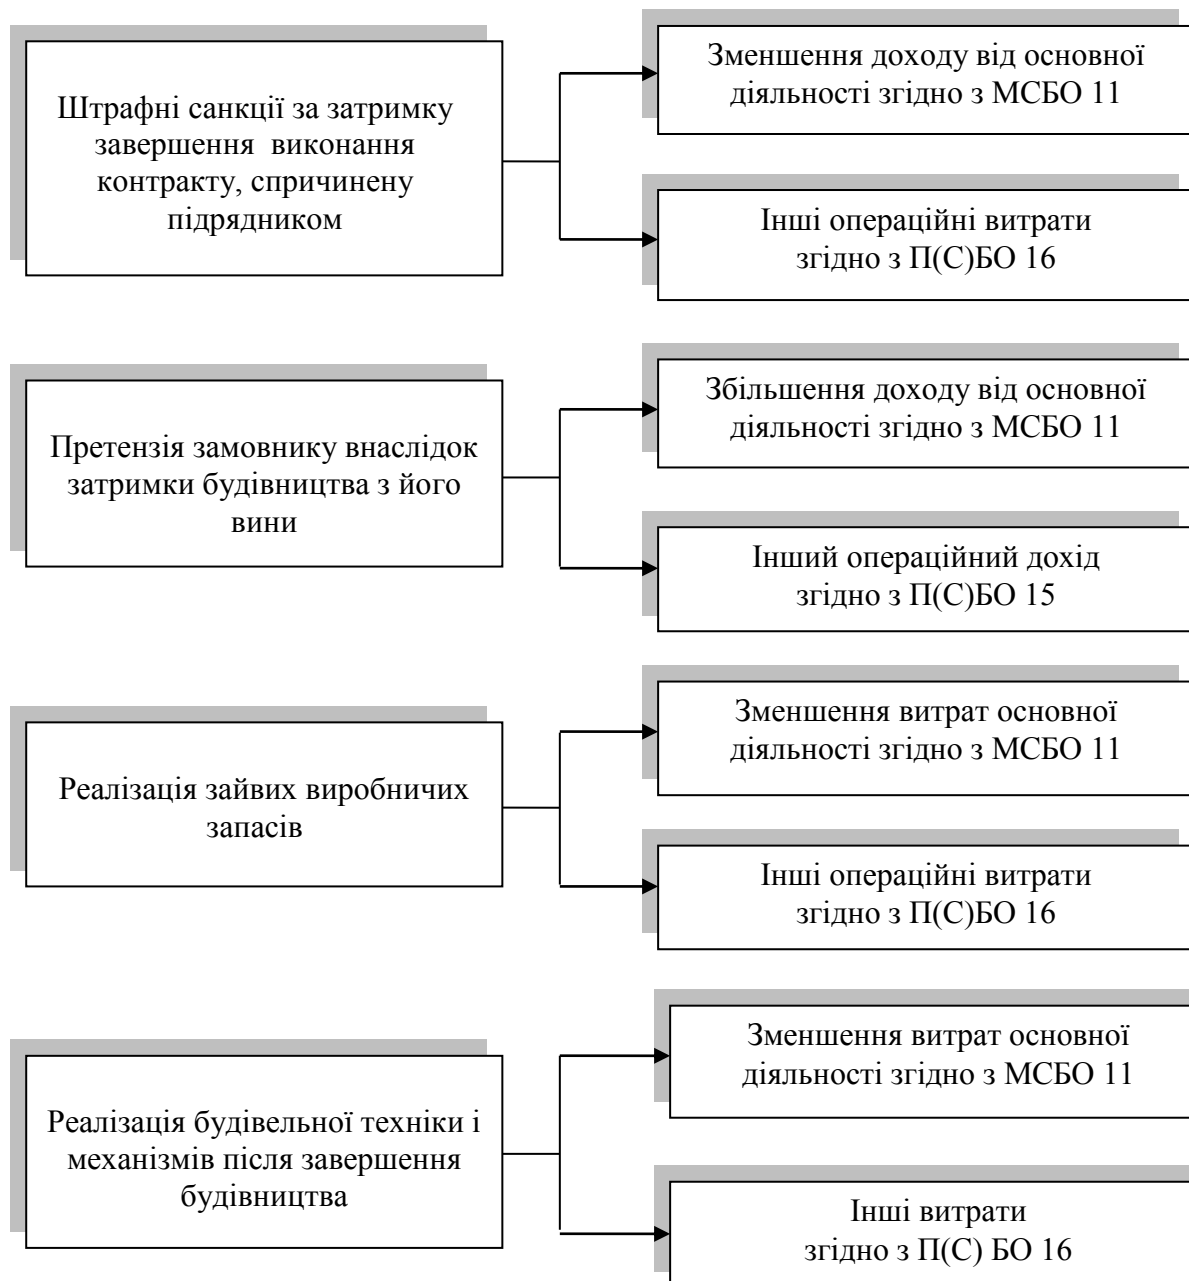 Штрафні санкції за затримку
завершення виконання
контракту, спричинену
підрядником
Зменшення доходу від основної
діяльності згідно з МСБО 11
Інші операційні витрати
згідно з П(С)БО 16
Претензія замовнику внаслідок
затримки будівництва з його
вини
Збільшення доходу від основної
діяльності згідно з МСБО 11
Інший операційний дохід
згідно з П(С)БО 15
Реалізація зайвих виробничих
запасів
Зменшення витрат основної
діяльності згідно з МСБО 11
Інші операційні витрати
згідно з П(С)БО 16
Реалізація будівельної техніки і
механізмів після завершення
будівництва
Зменшення витрат основної
діяльності згідно з МСБО 11
Інші витрати
згідно з П(С) БО 16